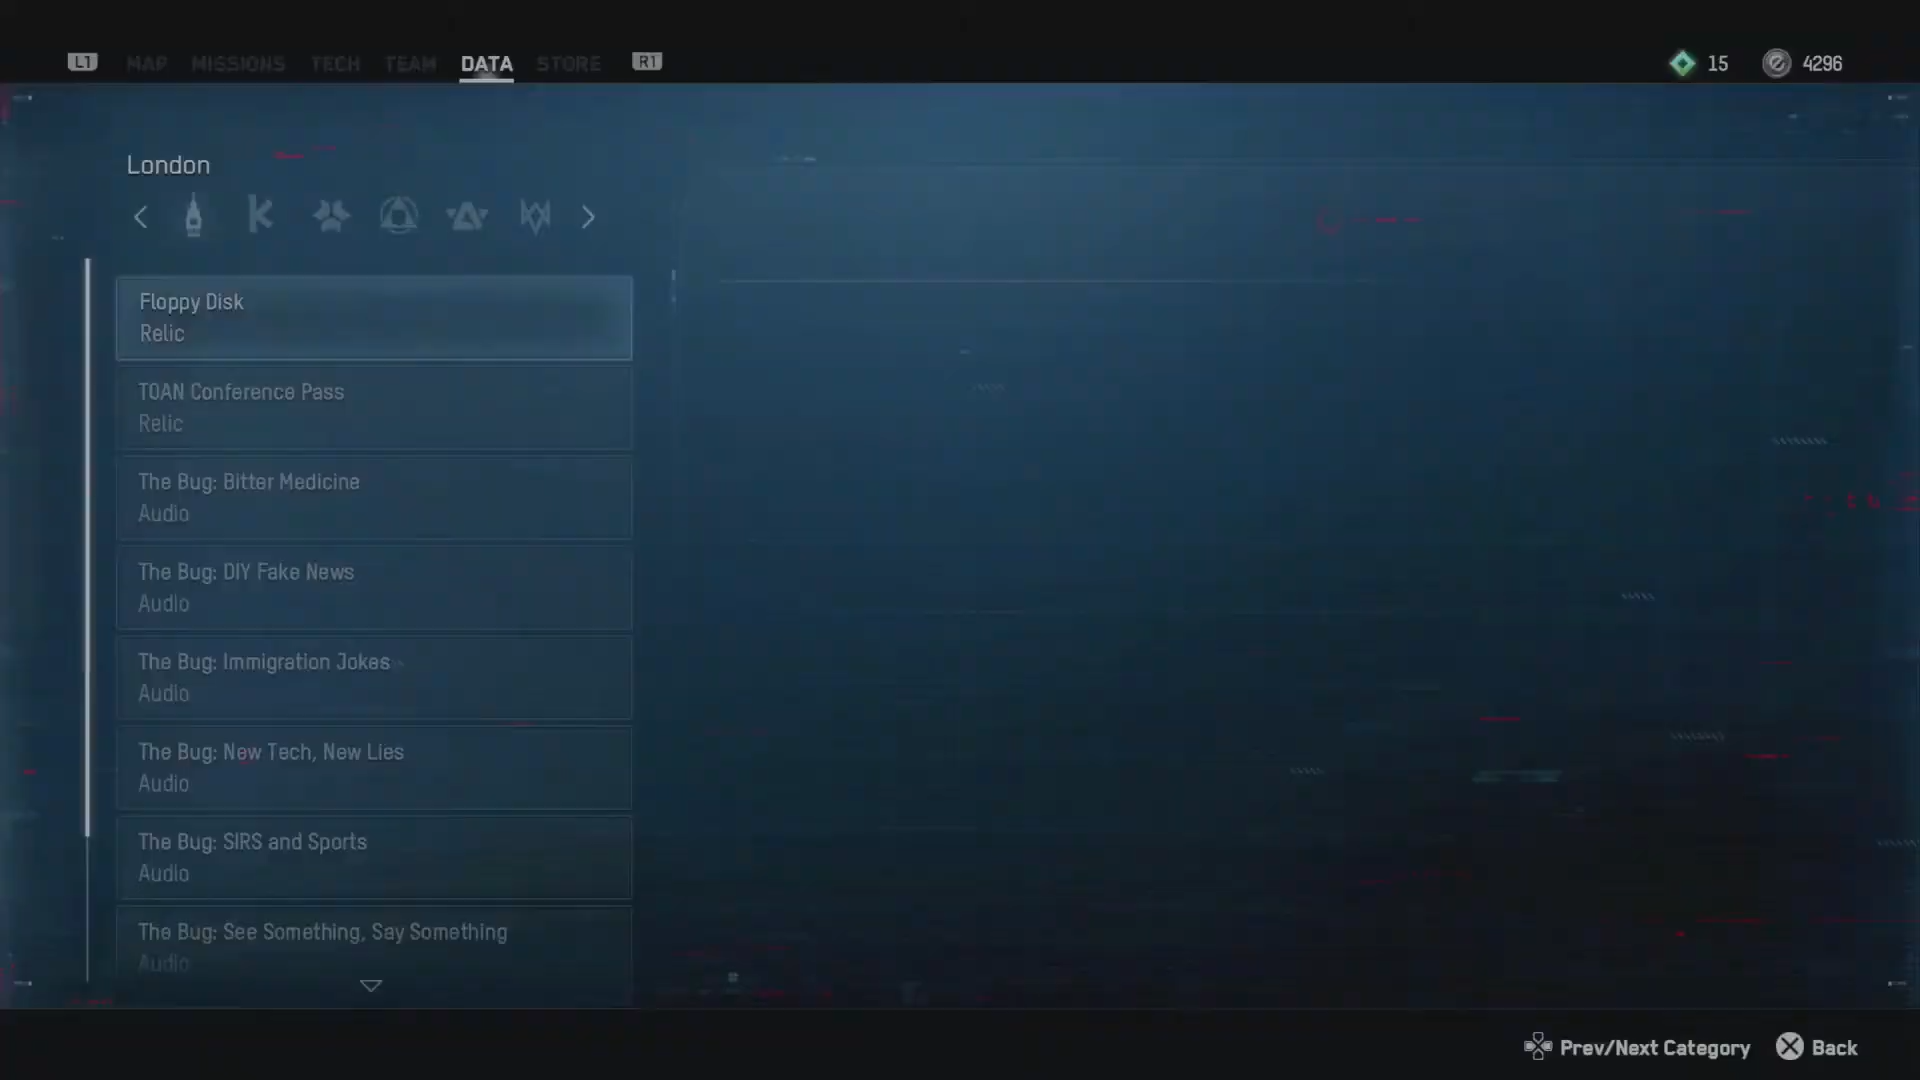 L1 MAP MISSIONS TECH TEAM DATA STORE R1 15 4296
London
Floppy Disk
Relic
TOAN Conference Pass
Relic
The Bug: Bitter Medicine
Audio
The Bug: DIY Fake News
Audio
The Bug: Immigration Jokes
Audio
The Bug: New Tech, New Lies
Audio
The Bug: SIRS and Sports
Audio
The Bug: See Something, Say Something
Audio
Prev/Next Category Back